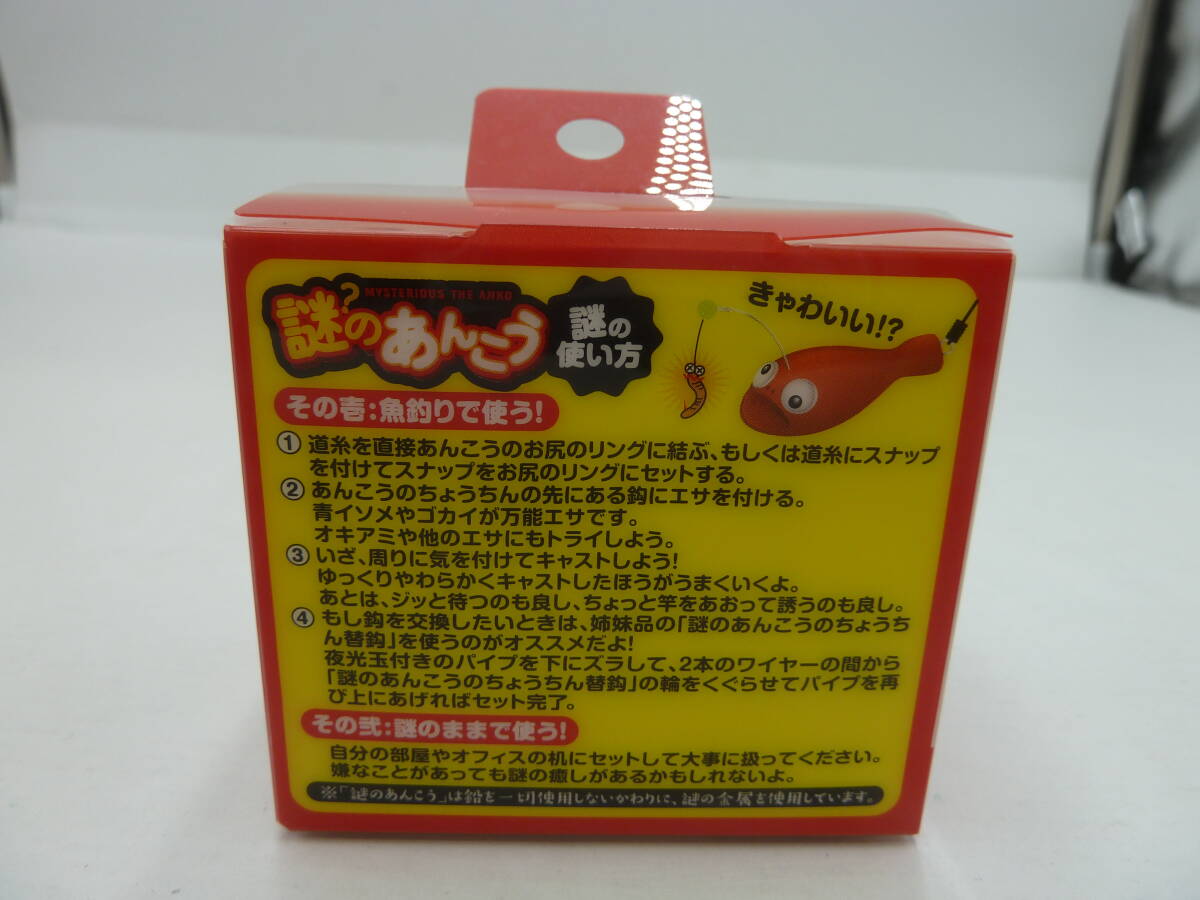 MYSTERIOUS THE ANKO
謎?のあんこう
謎の
使い方
きゃわいい!?
その壱:魚釣りで使う!
① 道糸を直接あんこうのお尻のリングに結ぶ、もしくは道糸にスナップ
を付けてスナップをお尻のリングにセットする。
② あんこうのちょうちんの先にある鈎にエサを付ける。
青イソメやゴカイが万能エサです。
オキアミや他のエサにもトライしよう。
③ いざ、周りに気を付けてキャストしよう!
ゆっくりやわらかくキャストしたほうがうまくいくよ。
あとは、ジッと待つのも良し、ちょっと竿をあおって誘うのも良し。
④ もし鈎を交換したいときは、姉妹品の「謎のあんこうのちょうち
ん替鈎」を使うのがオススメだよ!
夜光玉付きのパイプを下にズラして、2本のワイヤーの間から
「謎のあんこうのちょうちん替鈎」の輪をくぐらせてパイプを再
び上にあげればセット完了。
その弐:謎のままで使う!
自分の部屋やオフィスの机にセットして大事に扱ってください。
嫌なことがあっても謎の癒しがあるかもしれないよ。
※「謎のあんこう」は鉛を一切使用しないかわりに、謎の金属を使用しています。